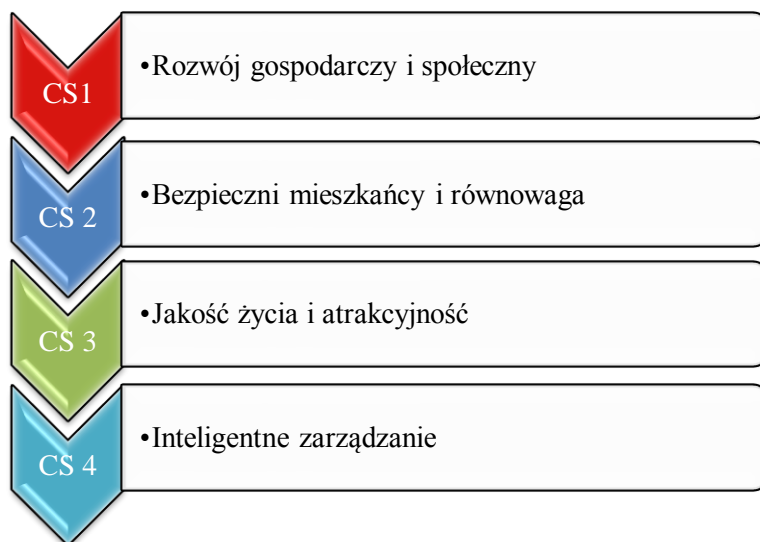 CS1
•Rozwój gospodarczy i społeczny
CS 2
•Bezpieczni mieszkańcy i równowaga
CS 3
•Jakość życia i atrakcyjność
CS 4
•Inteligentne zarządzanie